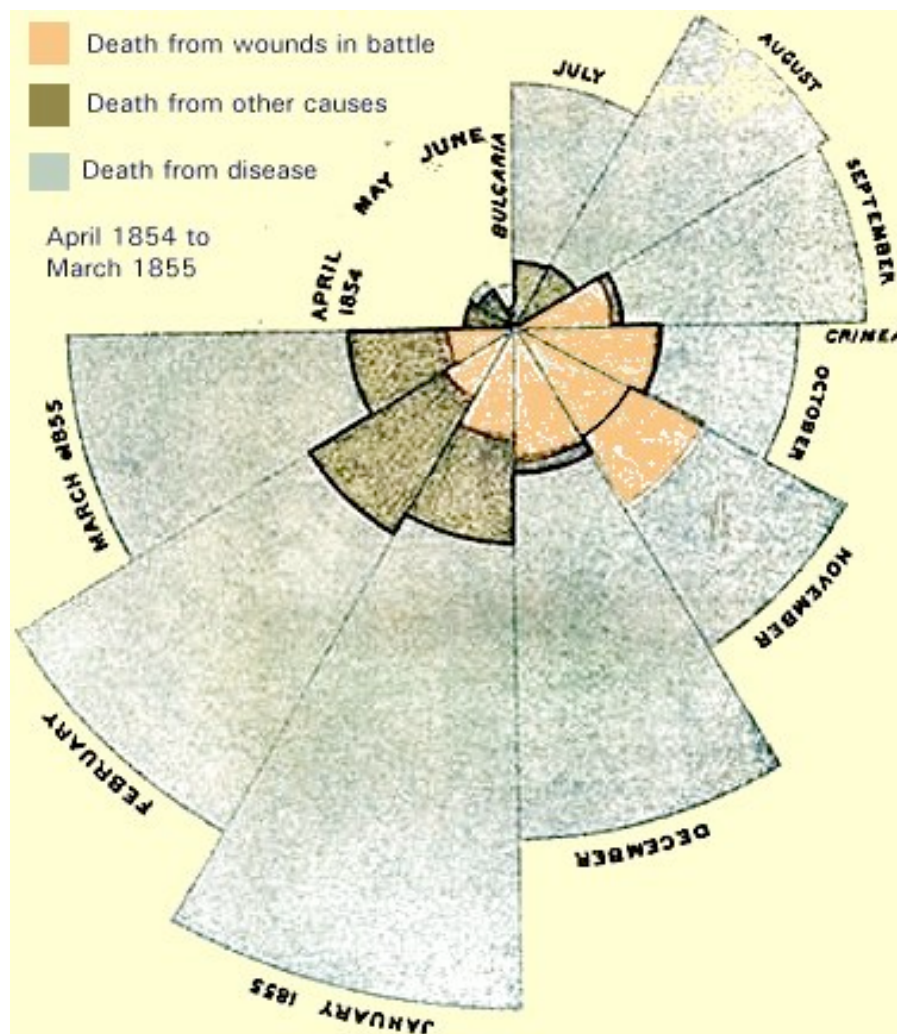 Death from wounds in battle
Death from other causes
Death from disease
April 1854 to
March 1855
APRIL
1854
MAY
JUNE
BULGARIA
JULY
AUGUST
SEPTEMBER
CRIMEA
OCTOBER
NOVEMBER
DECEMBER
JANUARY 1855
FEBRUARY
MARCH 1855